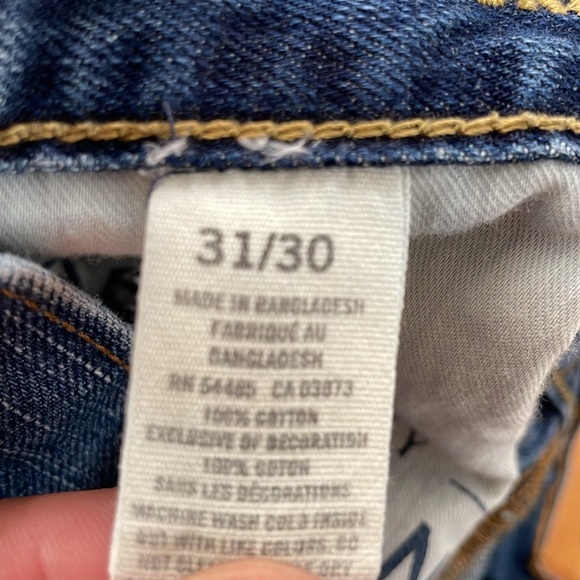 31/30
MADE IN BANGLADESH
FABRIQUÉ AU
BANGLADESH
RN 54485 CA 03873
100% COTTON
EXCLUSIVE OF DECORATION
100% COTON
SANS LES DÉCORATIONS
MACHINE WASH COLD INSIDE
OUT WITH LIKE COLORS. DO